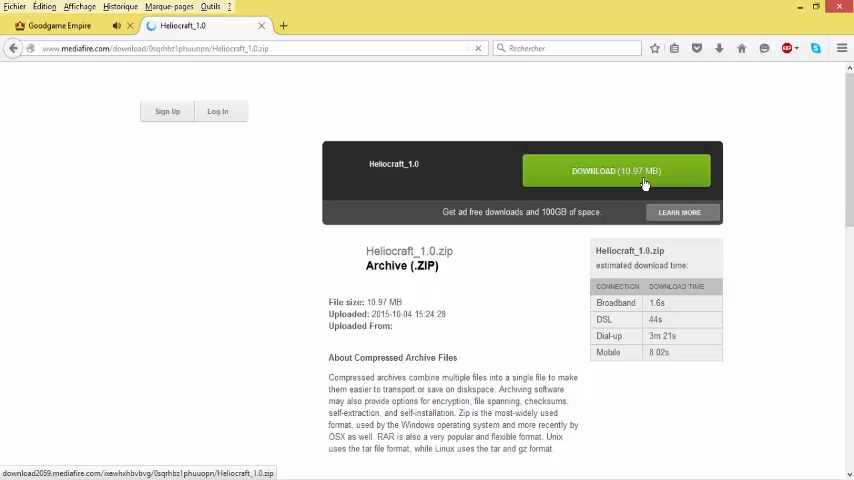 Fichier Édition Affichage Historique Marque-pages Outils ?
Goodgame Empire
Heliocraft_1.0
www.mediafire.com/download/0sqrhbz1phuuopn/Heliocraft_1.0.zip
Rechercher
ABP
Sign Up
Log In
Heliocraft_1.0
DOWNLOAD (10.97 MB)
Get ad free downloads and 100GB of space.
LEARN MORE
Heliocraft_1.0.zip
Archive (.ZIP)
File size: 10.97 MB
Uploaded: 2015-10-04 15:24:28
Uploaded From:
About Compressed Archive Files
Compressed archives combine multiple files into a single file to make
them easier to transport or save on diskspace. Archiving software
may also provide options for encryption, file spanning, checksums,
self-extraction, and self-installation. Zip is the most-widely used
format, used by the Windows operating system and more recently by
OSX as well. RAR is also a very popular and flexible format. Unix
uses the tar file format, while Linux uses the tar and gz format.
Heliocraft_1.0.zip
estimated download time:
CONNECTION DOWNLOAD TIME
Broadband 1.6s
DSL 44s
Dial-up 3m 21s
Mobile 8.02s
download2059.mediafire.com/ixewhxhbvbvg/0sqrhbz1phuuopn/Heliocraft_1.0.zip